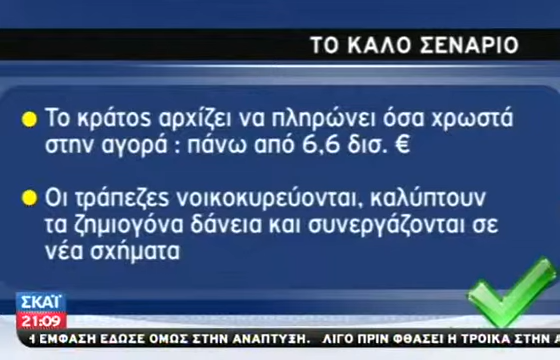 ΤΟ ΚΑΛΟ ΣΕΝΑΡΙΟ
Το κράτος αρχίζει να πληρώνει όσα χρωστά
στην αγορά : πάνω από 6,6 δισ. €
Οι τράπεζες νοικοκυρεύονται, καλύπτουν
τα ζημιογόνα δάνεια και συνεργάζονται σε
νέα σχήματα
ΣΚΑΪ
21:09
ΕΜΦΑΣΗ ΕΔΩΣΕ ΟΜΩΣ ΣΤΗΝ ΑΝΑΠΤΥΞΗ. ΛΙΓΟ ΠΡΙΝ ΦΘΑΣΕΙ Η ΤΡΟΙΚΑ ΣΤΗΝ